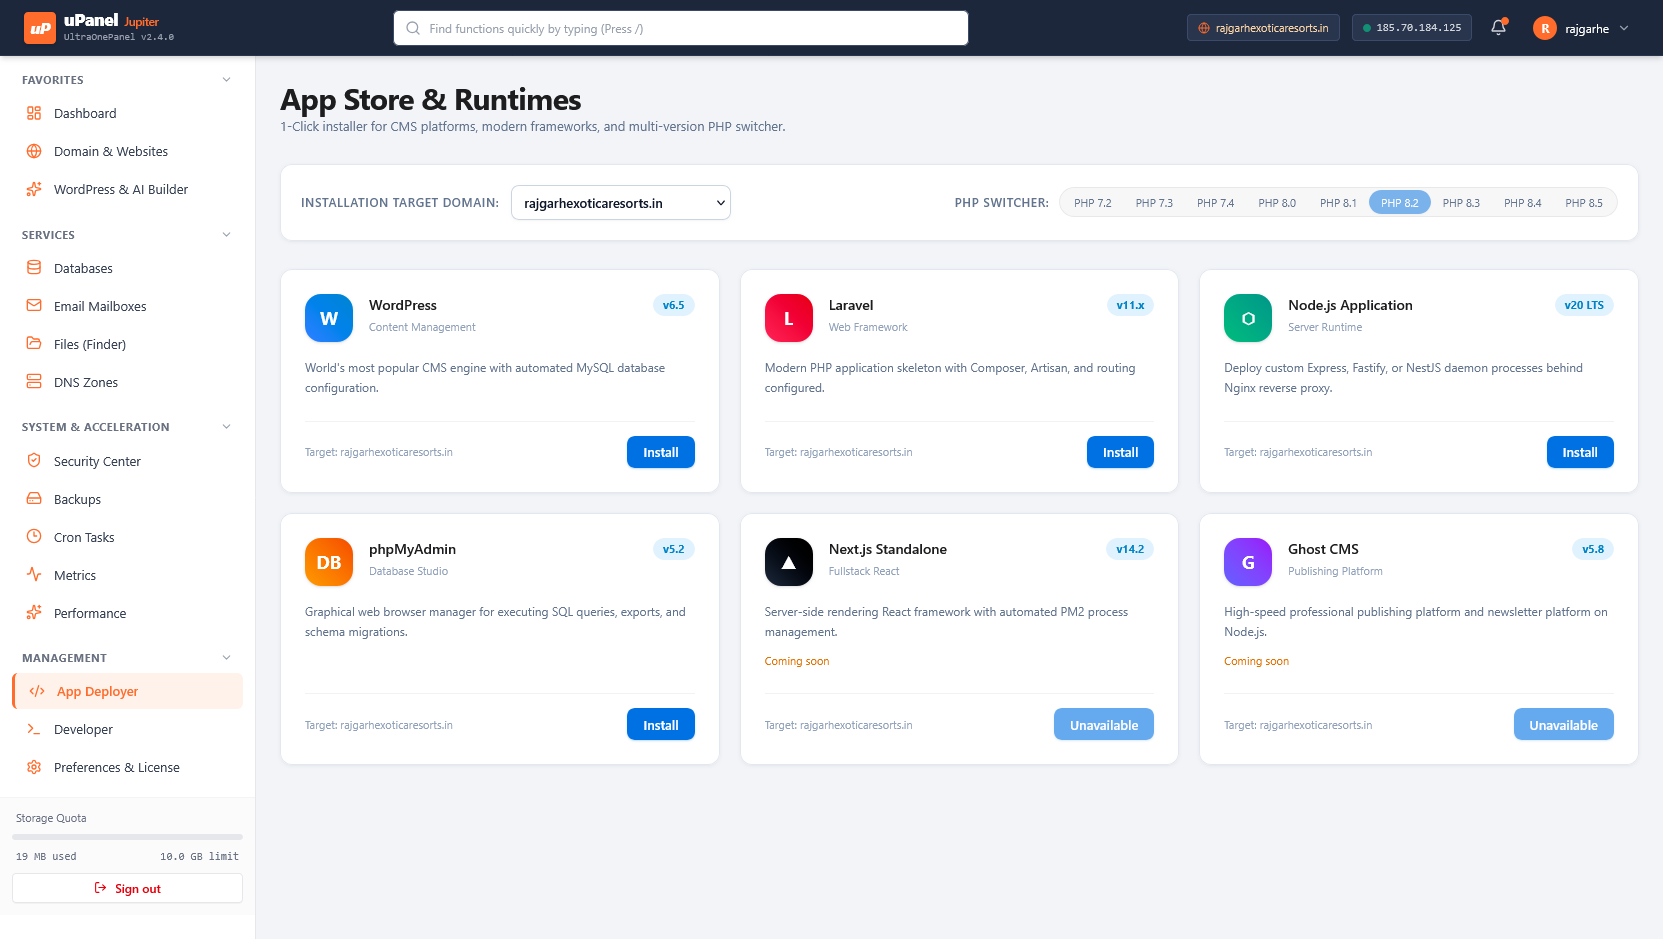 uP uPanel Jupiter
UltraOnePanel v2.4.0
Find functions quickly by typing (Press /)
rajgarhexoticaresorts.in
185.70.184.125
R rajgarhe
FAVORITES
Dashboard
Domain & Websites
WordPress & AI Builder
SERVICES
Databases
Email Mailboxes
Files (Finder)
DNS Zones
SYSTEM & ACCELERATION
Security Center
Backups
Cron Tasks
Metrics
Performance
MANAGEMENT
App Deployer
Developer
Preferences & License
Storage Quota
19 MB used 10.0 GB limit
Sign out
App Store & Runtimes
1-Click installer for CMS platforms, modern frameworks, and multi-version PHP switcher.
INSTALLATION TARGET DOMAIN: rajgarhexoticaresorts.in
PHP SWITCHER: PHP 7.2 PHP 7.3 PHP 7.4 PHP 8.0 PHP 8.1 PHP 8.2 PHP 8.3 PHP 8.4 PHP 8.5
W WordPress v6.5
Content Management
World's most popular CMS engine with automated MySQL database
configuration.
Target: rajgarhexoticaresorts.in Install
L Laravel v11.x
Web Framework
Modern PHP application skeleton with Composer, Artisan, and routing
configured.
Target: rajgarhexoticaresorts.in Install
Node.js Application v20 LTS
Server Runtime
Deploy custom Express, Fastify, or NestJS daemon processes behind
Nginx reverse proxy.
Target: rajgarhexoticaresorts.in Install
DB phpMyAdmin v5.2
Database Studio
Graphical web browser manager for executing SQL queries, exports, and
schema migrations.
Target: rajgarhexoticaresorts.in Install
Next.js Standalone v14.2
Fullstack React
Server-side rendering React framework with automated PM2 process
management.
Coming soon
Target: rajgarhexoticaresorts.in Unavailable
G Ghost CMS v5.8
Publishing Platform
High-speed professional publishing platform and newsletter platform on
Node.js.
Coming soon
Target: rajgarhexoticaresorts.in Unavailable